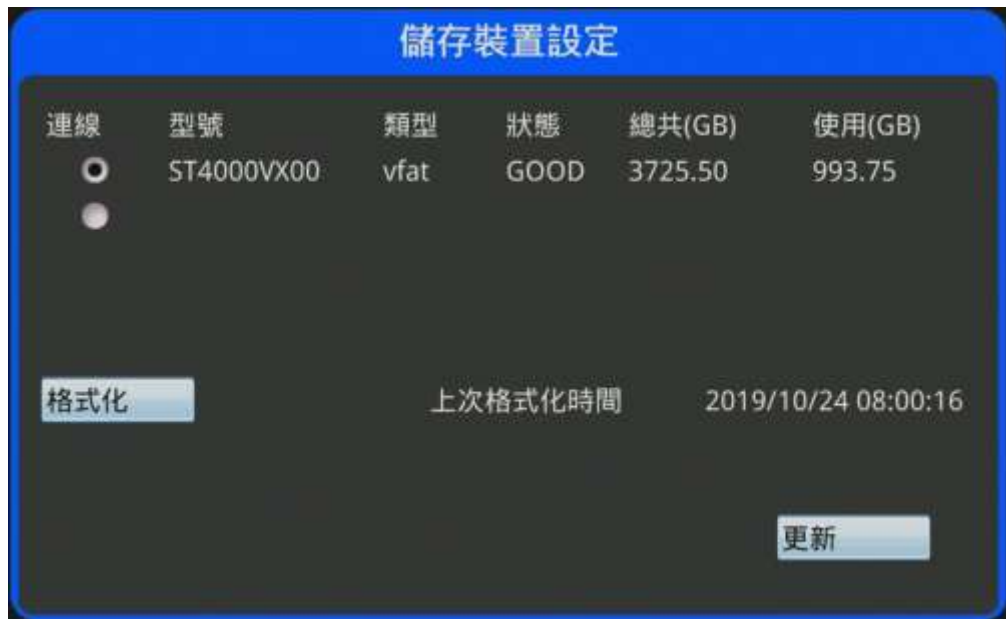 儲存裝置設定
連線 型號 類型 狀態 總共(GB) 使用(GB)
ST4000VX00 vfat GOOD 3725.50 993.75
格式化 上次格式化時間 2019/10/24 08:00:16
更新